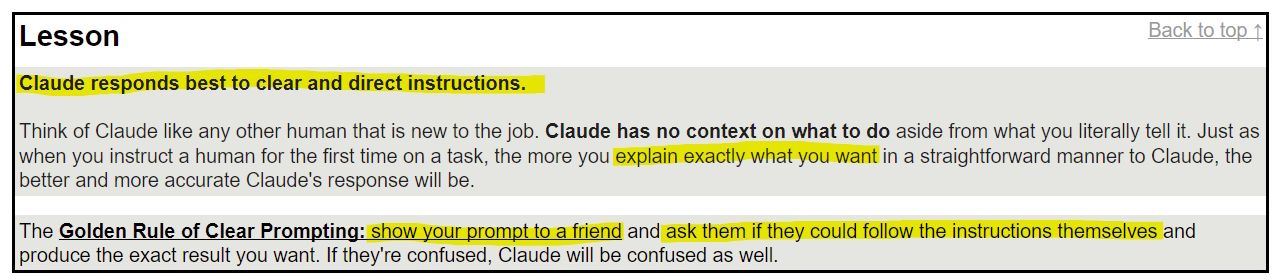 Lesson
Back to top ↑
Claude responds best to clear and direct instructions.
Think of Claude like any other human that is new to the job. Claude has no context on what to do aside from what you literally tell it. Just as
when you instruct a human for the first time on a task, the more you explain exactly what you want in a straightforward manner to Claude, the
better and more accurate Claude's response will be.
The Golden Rule of Clear Prompting: show your prompt to a friend and ask them if they could follow the instructions themselves and
produce the exact result you want. If they're confused, Claude will be confused as well.